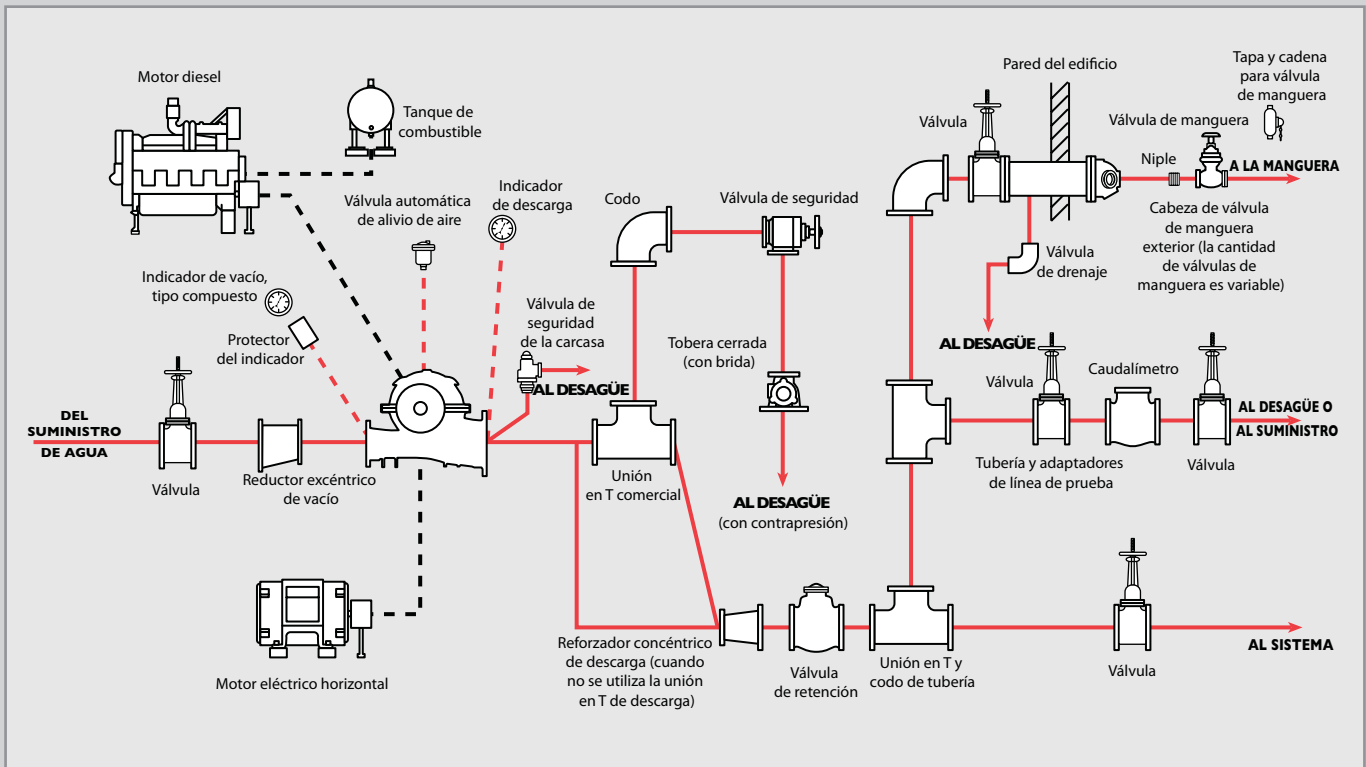 Motor diesel
Tanque de
combustible
Válvula automática
de alivio de aire
Indicador
de descarga
Indicador de vacío,
tipo compuesto
Protector
del indicador
Válvula de
seguridad
de la carcasa
AL DESAGÜE
DEL
SUMINISTRO
DE AGUA
Válvula
Reductor excéntrico
de vacío
Motor eléctrico horizontal
Codo
Válvula de seguridad
Tobera cerrada
(con brida)
AL DESAGÜE
(con contrapresión)
Unión
en T comercial
Reforzador concéntrico
de descarga (cuando
no se utiliza la unión
en T de descarga)
Válvula
de retención
Unión en T y
codo de tubería
Válvula
AL SISTEMA
Válvula
Pared del edificio
Tapa y cadena
para válvula
de manguera
Válvula de manguera
Niple
A LA MANGUERA
Cabeza de válvula
de manguera
exterior (la cantidad
de válvulas de
manguera es variable)
Válvula
de drenaje
AL DESAGÜE
Válvula
Caudalímetro
Tubería y adaptadores
de línea de prueba
Válvula
AL DESAGÜE O
AL SUMINISTRO